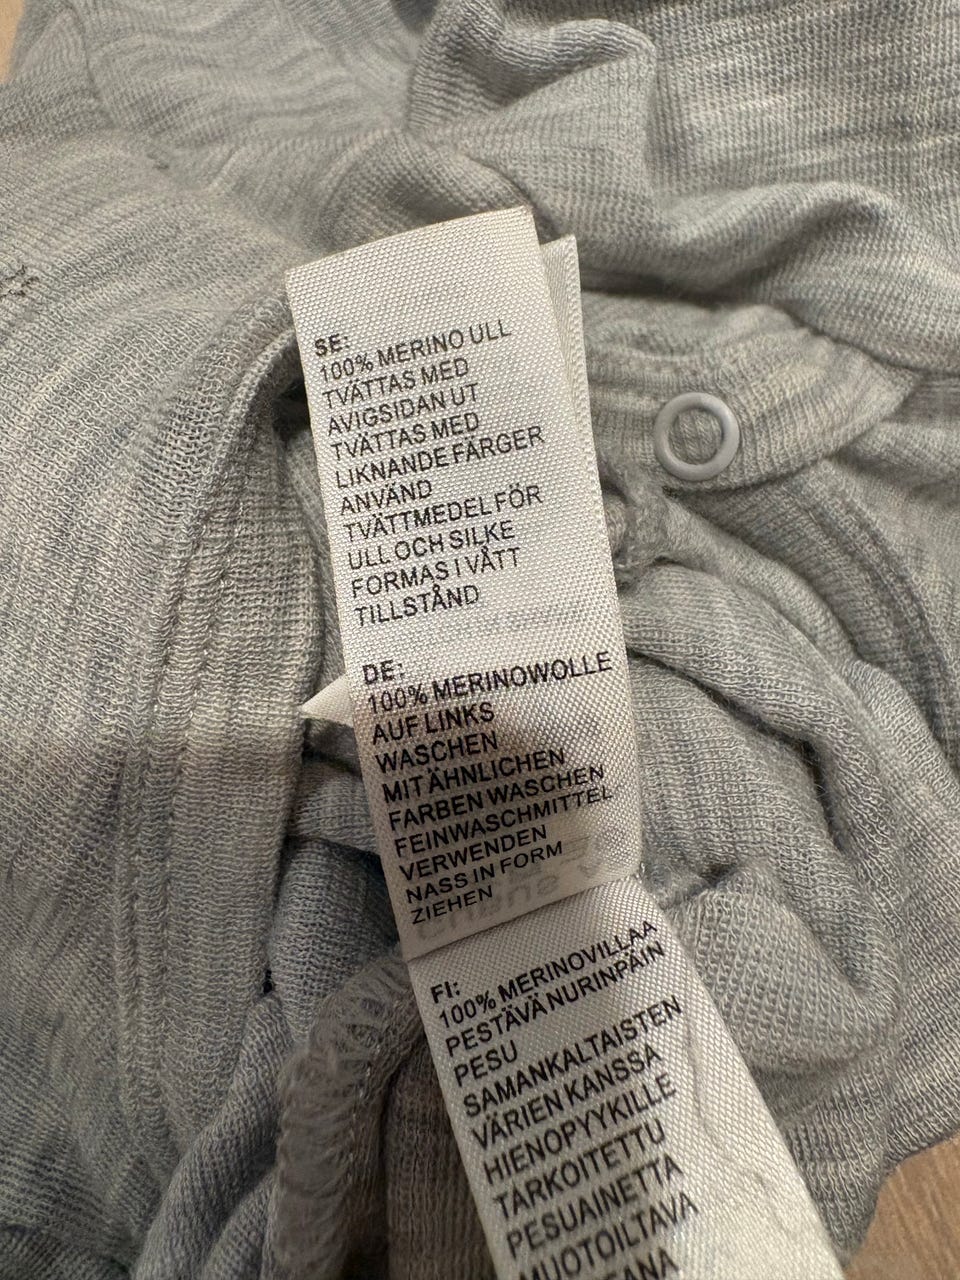 SE:
100% MERINO ULL
TVÄTTAS MED
AVIGSIDAN UT
TVÄTTAS MED
LIKNANDE FÄRGER
ANVÄND
TVÄTTMEDEL FÖR
ULL OCH SILKE
FORMAS I VÅTT
TILLSTÅND
DE:
100% MERINOWOLLE
AUF LINKS
WASCHEN
MIT ÄHNLICHEN
FARBEN WASCHEN
FEINWASCHMITTEL
VERWENDEN
NASS IN FORM
ZIEHEN
FI:
100% MERINOVILLAA
PESTÄVÄ NURINPÄIN
PESU
SAMANKALTAISTEN
VÄRIEN KANSSA
HIENOPYYKILLE
TARKOITETTU
PESUAINETTA
MUOTOILTAVA